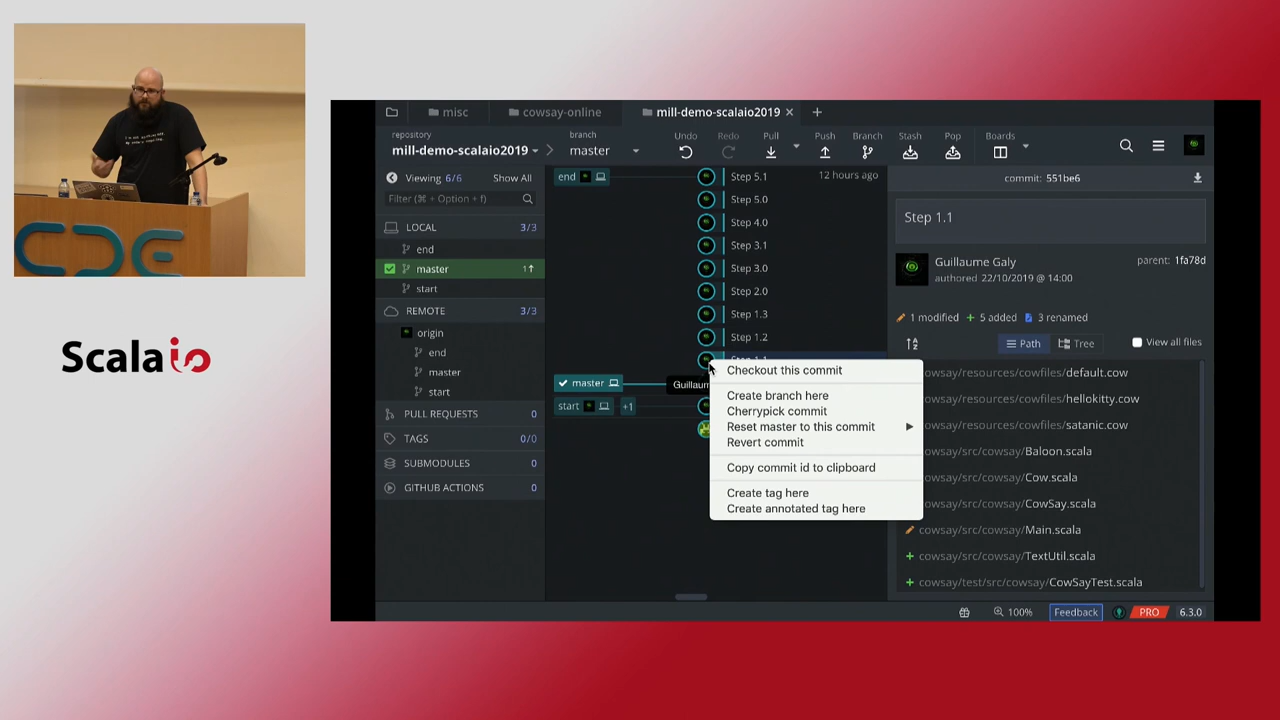 misc
cowsay-online
mill-demo-scalaio2019
repository
mill-demo-scalaio2019
branch
master
Undo
Redo
Pull
Push
Branch
Stash
Pop
Boards
Viewing 6/6 Show All
Filter (⌘ + Option + f)
LOCAL 3/3
end
master 1↑
start
REMOTE 3/3
origin
end
master
start
PULL REQUESTS 0
TAGS 0/0
SUBMODULES 0
GITHUB ACTIONS 0
end
Step 5.1 12 hours ago
Step 5.0
Step 4.0
Step 3.1
Step 3.0
Step 2.0
Step 1.3
Step 1.2
master
start +1
Checkout this commit
Create branch here
Cherrypick commit
Reset master to this commit
Revert commit
Copy commit id to clipboard
Create tag here
Create annotated tag here
commit: 551be6
Step 1.1
Guillaume Galy
authored 22/10/2019 @ 14:00
parent: 1fa78d
1 modified + 5 added 3 renamed
Path Tree View all files
cowsay/resources/cowfiles/default.cow
cowsay/resources/cowfiles/hellokitty.cow
cowsay/resources/cowfiles/satanic.cow
cowsay/src/cowsay/Baloon.scala
cowsay/src/cowsay/Cow.scala
cowsay/src/cowsay/CowSay.scala
cowsay/src/cowsay/Main.scala
cowsay/src/cowsay/TextUtil.scala
cowsay/test/src/cowsay/CowSayTest.scala
100% Feedback PRO 6.3.0
Scala io